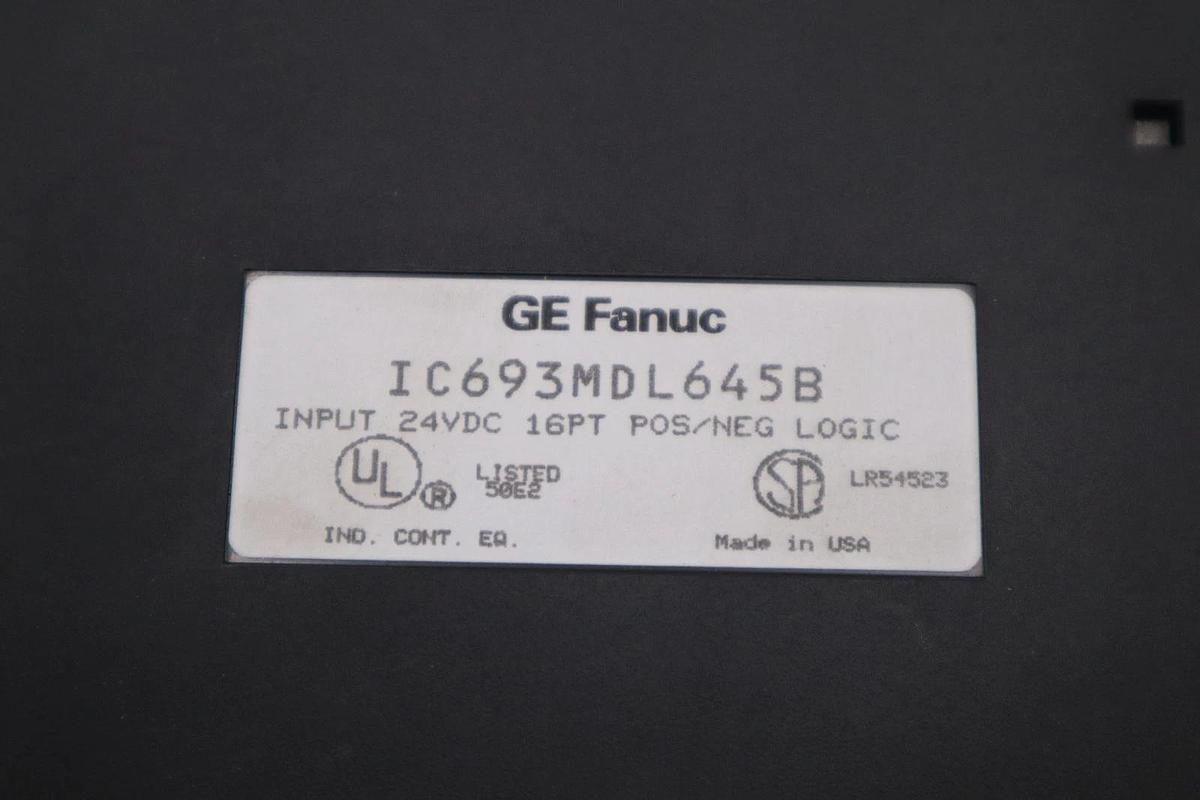 GE Fanuc
IC693MDL645B
INPUT 24VDC 16PT POS/NEG LOGIC
UL ® LISTED
50E2
SA LR54523
IND. CONT. EQ.
Made in USA